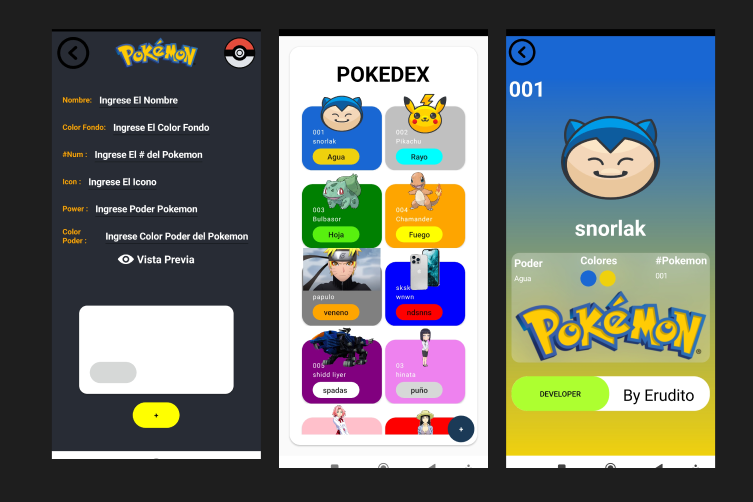 POKÉMON
Nombre: Ingrese El Nombre
Color Fondo: Ingrese El Color Fondo
#Num : Ingrese El # del Pokemon
Icon : Ingrese El Icono
Power : Ingrese Poder Pokemon
Color Poder : Ingrese Color Poder del Pokemon
Vista Previa
+
POKEDEX
001
snorlak
Agua
002
Pikachu
Rayo
003
Bulbasor
Hoja
004
Chamander
Fuego
papulo
veneno
sksk
wnwn
ndienns
005
shidd liyer
spadas
03
hinata
puño
+
001
snorlak
Poder
Agua
Colores
#Pokemon
001
POKÉMON
DEVELOPER
By Erudito